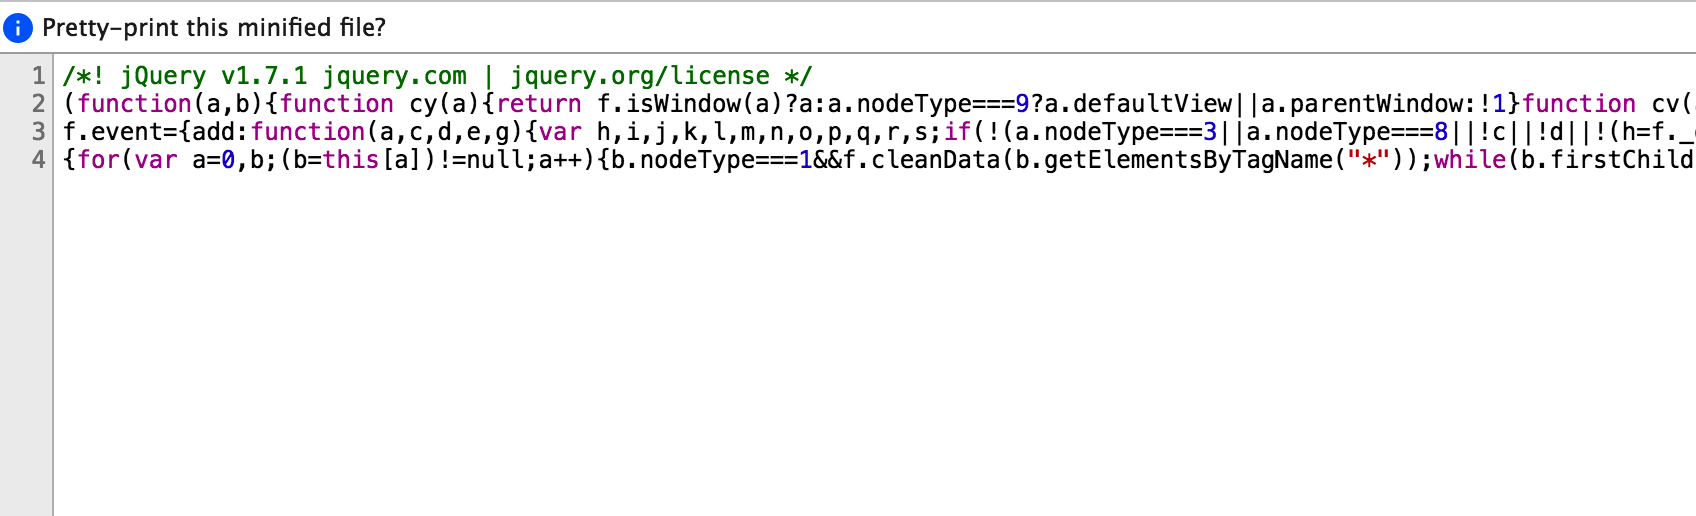 Pretty-print this minified file?
1 /*! jQuery v1.7.1 jquery.com | jquery.org/license */
2 (function(a,b){function cy(a){return f.isWindow(a)?a:a.nodeType===9?a.defaultView||a.parentWindow:!1}function cv(
3 f.event={add:function(a,c,d,e,g){var h,i,j,k,l,m,n,o,p,q,r,s;if(!(a.nodeType===3||a.nodeType===8||!c||!d||!(h=f._
4 {for(var a=0,b;(b=this[a])!=null;a++){b.nodeType===1&&f.cleanData(b.getElementsByTagName("*"));while(b.firstChild